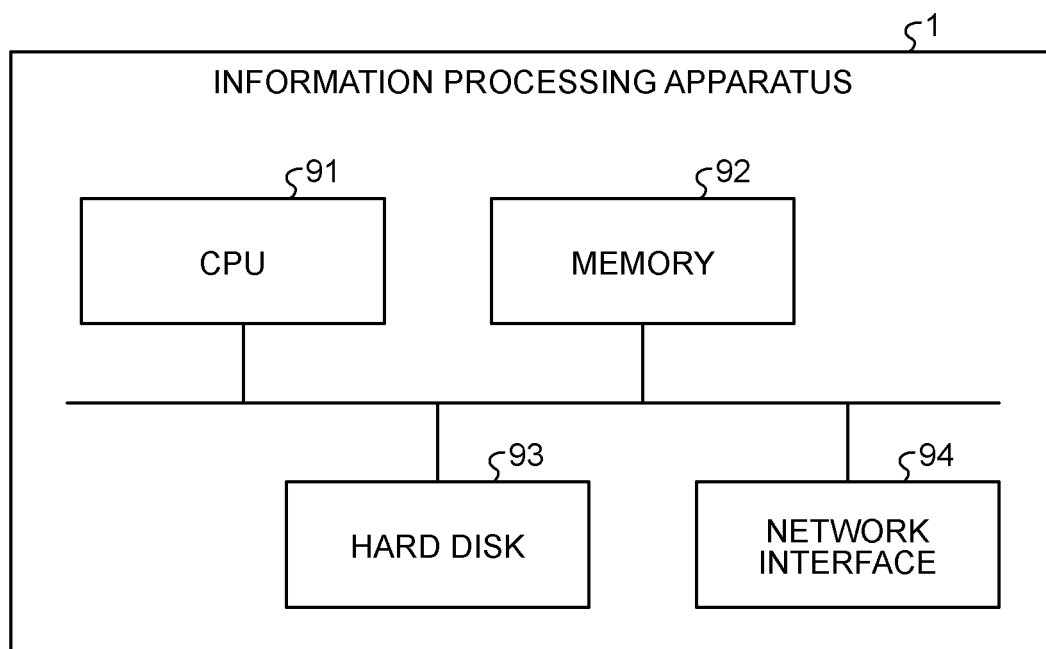 1
INFORMATION PROCESSING APPARATUS
91
92
CPU
MEMORY
93
94
HARD DISK
NETWORK
INTERFACE